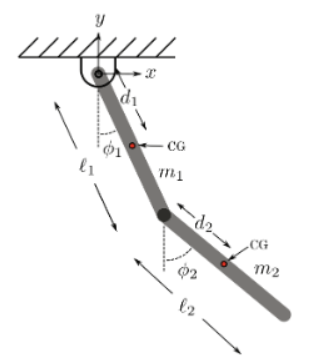 y
x
d₁
ϕ₁
CG
ℓ₁
m₁
d₂
CG
ϕ₂
m₂
ℓ₂